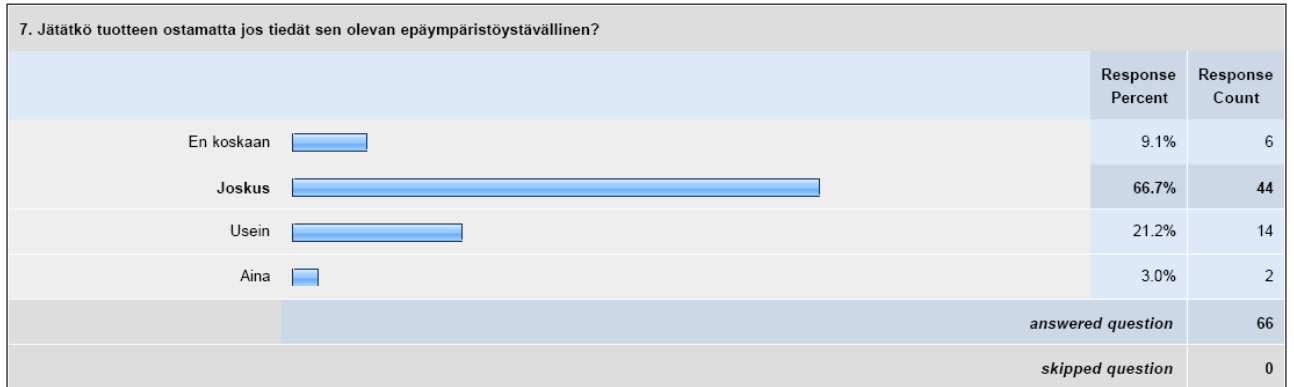 7. Jätätkö tuotteen ostamatta jos tiedät sen olevan epäympäristöystävällinen?
Response Percent
Response Count
En koskaan 9.1% 6
Joskus 66.7% 44
Usein 21.2% 14
Aina 3.0% 2
answered question 66
skipped question 0